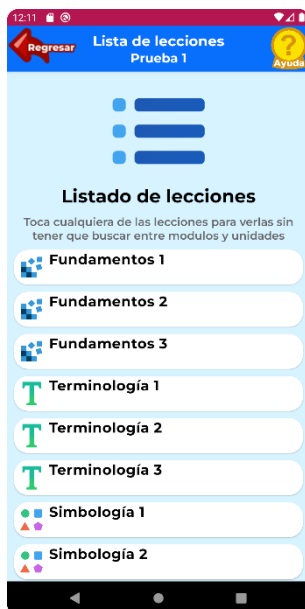 12:11
Regresar
Lista de lecciones
Prueba 1
?
Ayuda
Listado de lecciones
Toca cualquiera de las lecciones para verlas sin
tener que buscar entre modulos y unidades
Fundamentos 1
Fundamentos 2
Fundamentos 3
T Terminología 1
T Terminología 2
T Terminología 3
Simbología 1
Simbología 2